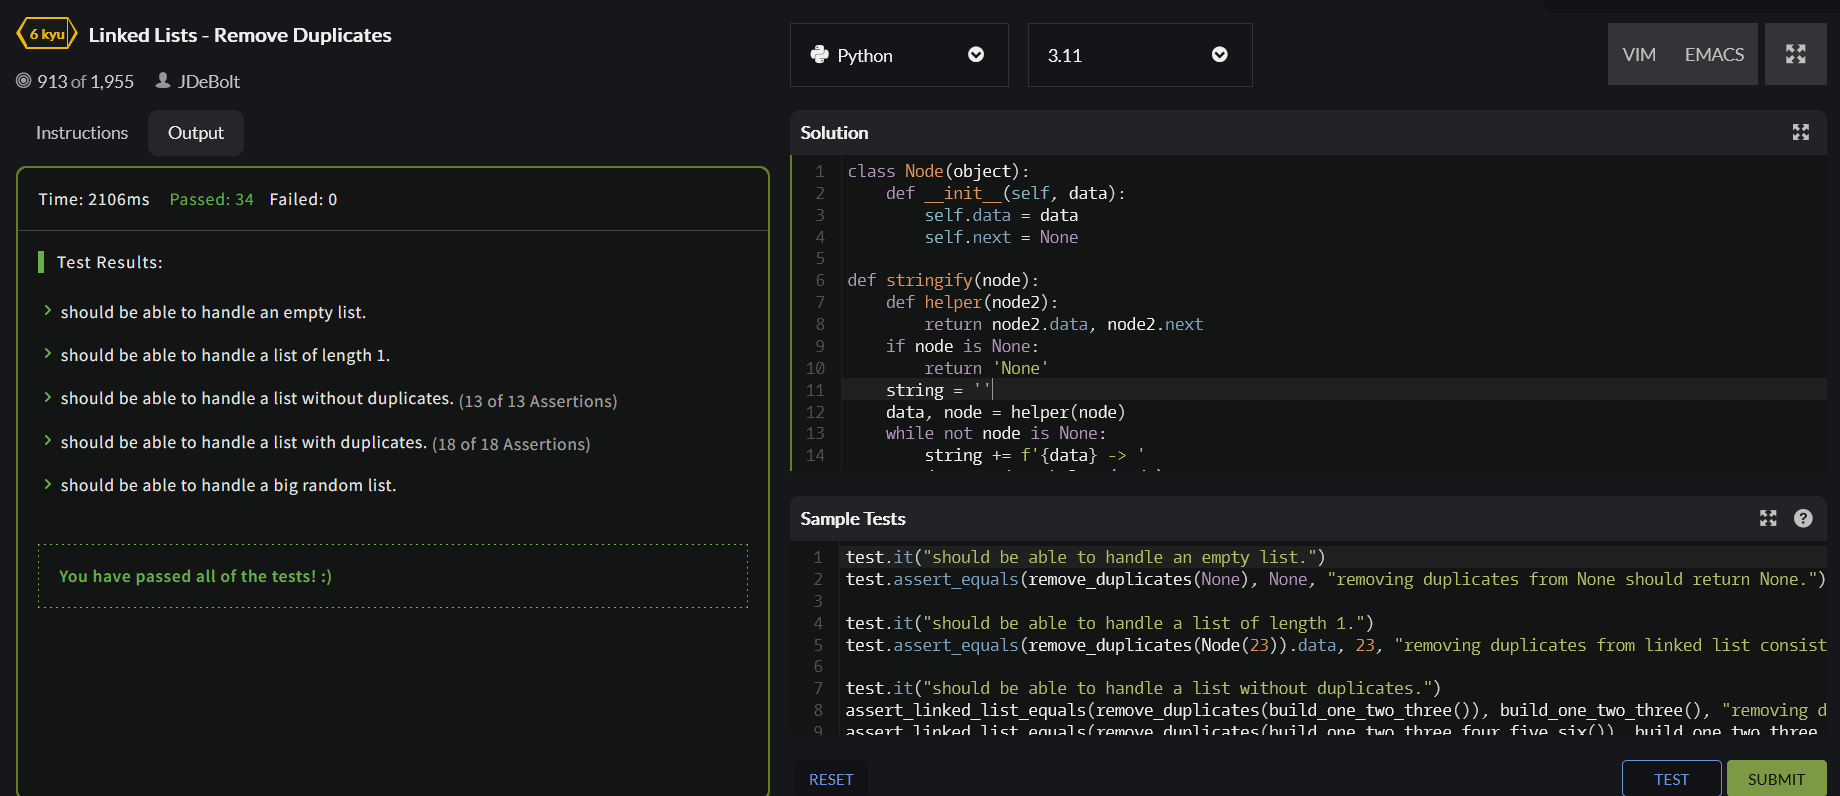 6 kyu Linked Lists - Remove Duplicates
913 of 1,955 JDeBolt
Instructions Output
Time: 2106ms Passed: 34 Failed: 0
Test Results:
should be able to handle an empty list.
should be able to handle a list of length 1.
should be able to handle a list without duplicates. (13 of 13 Assertions)
should be able to handle a list with duplicates. (18 of 18 Assertions)
should be able to handle a big random list.
You have passed all of the tests! :)
Python 3.11 VIM EMACS
Solution
1 class Node(object):
2     def __init__(self, data):
3         self.data = data
4         self.next = None
5
6 def stringify(node):
7     def helper(node2):
8         return node2.data, node2.next
9     if node is None:
10         return 'None'
11     string = ''
12     data, node = helper(node)
13     while not node is None:
14         string += f'{data} -> '
Sample Tests ?
1 test.it("should be able to handle an empty list.")
2 test.assert_equals(remove_duplicates(None), None, "removing duplicates from None should return None.")
3
4 test.it("should be able to handle a list of length 1.")
5 test.assert_equals(remove_duplicates(Node(23)).data, 23, "removing duplicates from linked list consist
6
7 test.it("should be able to handle a list without duplicates.")
8 assert_linked_list_equals(remove_duplicates(build_one_two_three()), build_one_two_three(), "removing d
9 assert_linked_list_equals(remove_duplicates(build_one_two_three_four_five_six()), build_one_two_three
RESET TEST SUBMIT